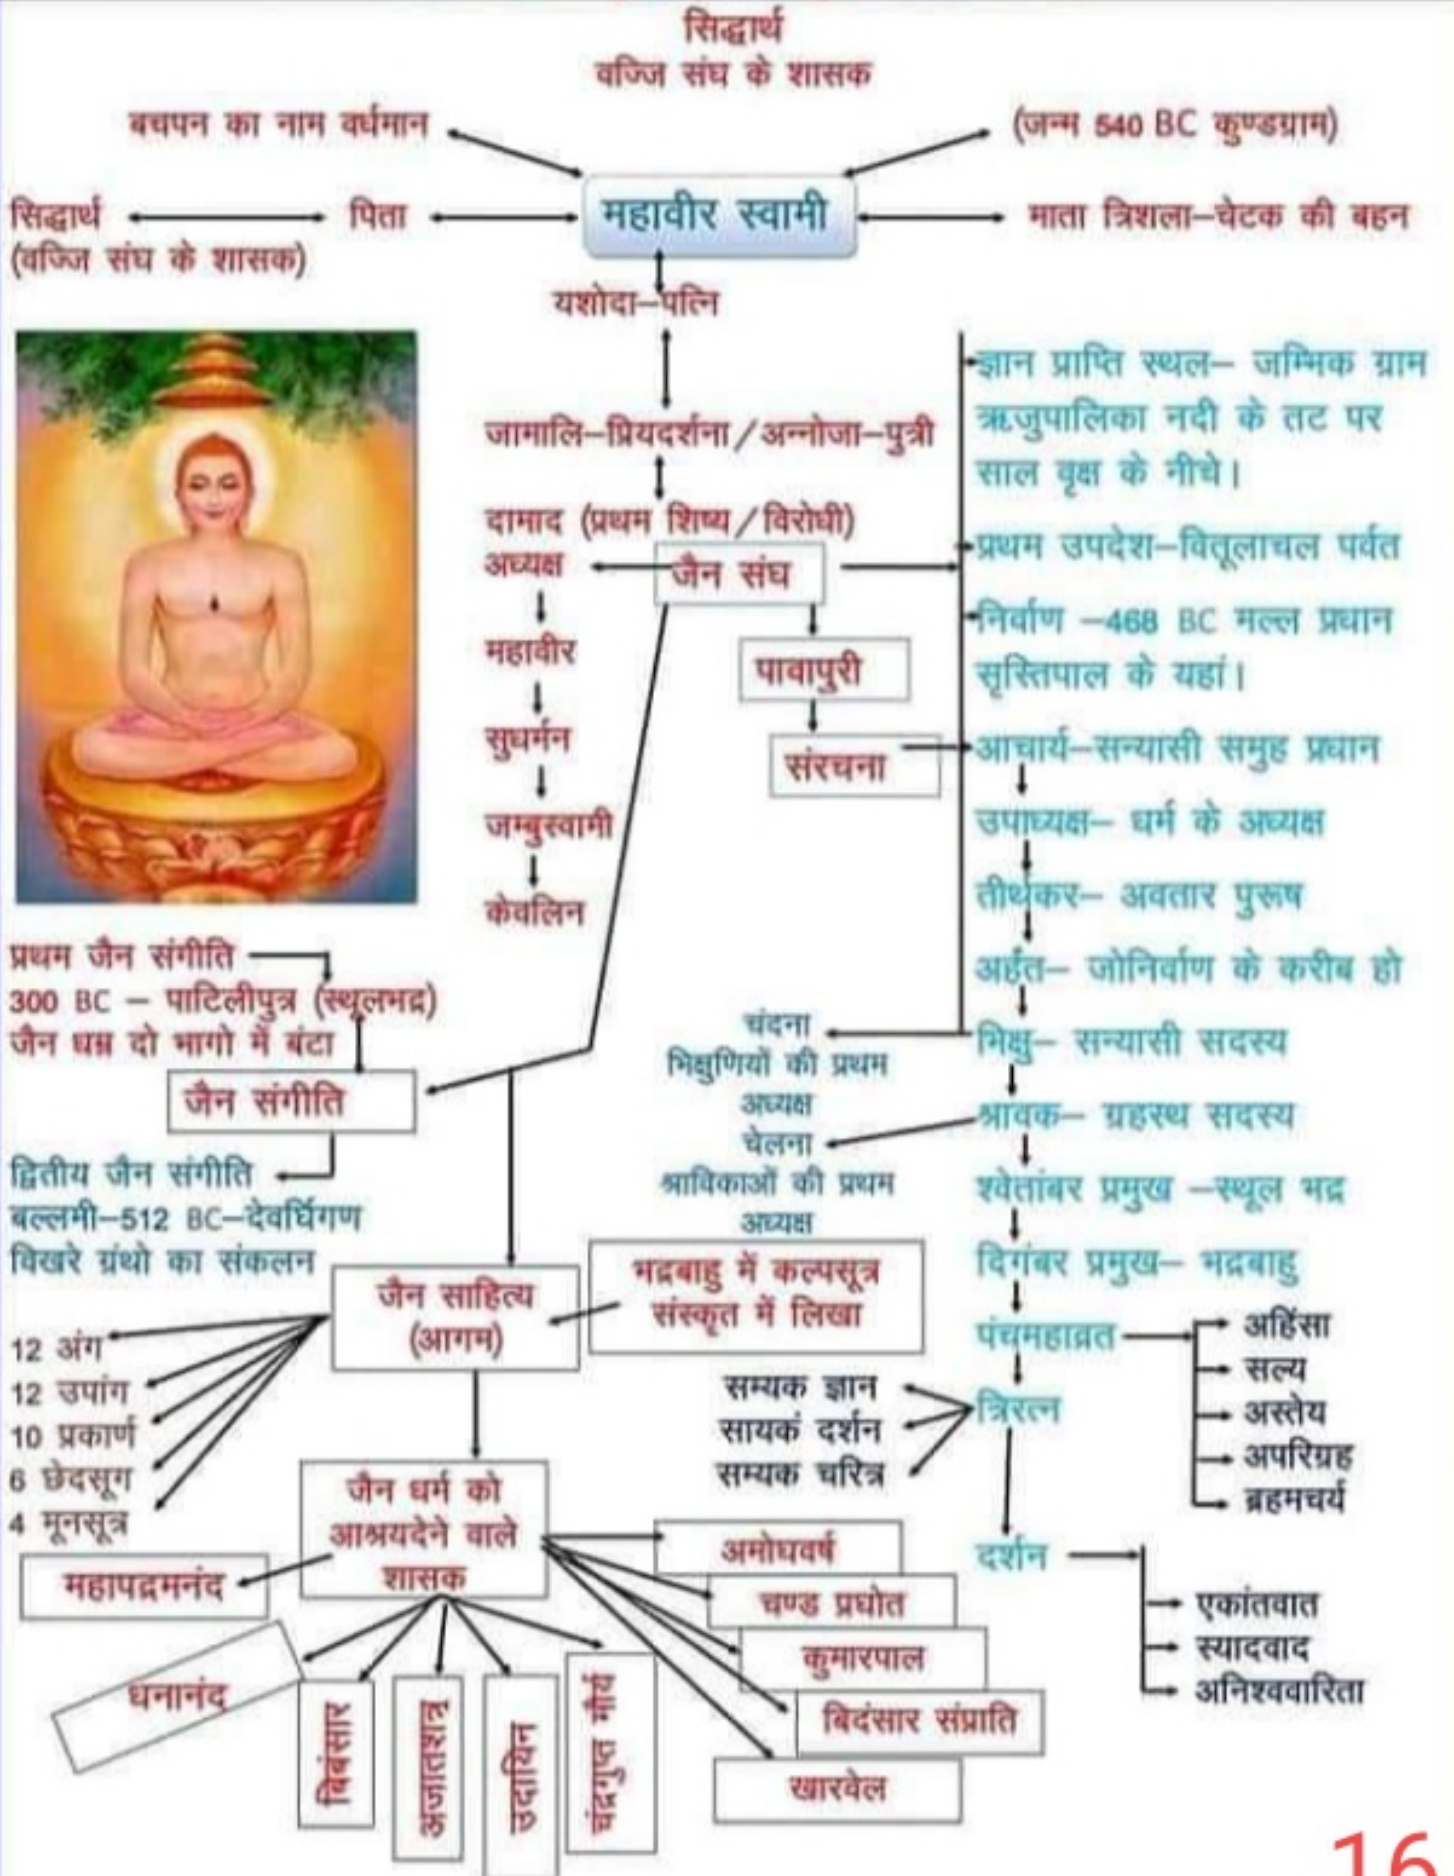 सिद्धार्थ
वज्जि संघ के शासक
बचपन का नाम वर्धमान
(जन्म 540 BC कुण्डग्राम)
सिद्धार्थ
पिता
महावीर स्वामी
माता त्रिशला–चेटक की बहन
(वज्जि संघ के शासक)
यशोदा–पत्नि
जामालि–प्रियदर्शना/अन्नोजा–पुत्री
दामाद (प्रथम शिष्य/विरोधी)
अध्यक्ष
जैन संघ
महावीर
सुधर्मन
जम्बुस्वामी
केवलिन
पावापुरी
संरचना
ज्ञान प्राप्ति स्थल– जम्भिक ग्राम
ऋजुपालिका नदी के तट पर
साल वृक्ष के नीचे।
प्रथम उपदेश–वितूलाचल पर्वत
निर्वाण –468 BC मल्ल प्रधान
सृस्तिपाल के यहां।
आचार्य–सन्यासी समुह प्रधान
उपाध्यक्ष– धर्म के अध्यक्ष
तीर्थकर– अवतार पुरूष
अर्हंत– जोनिर्वाण के करीब हो
भिक्षु– सन्यासी सदस्य
श्रावक– ग्रहस्थ सदस्य
श्वेतांबर प्रमुख –स्थूल भद्र
दिगंबर प्रमुख– भद्रबाहु
पंचमहाव्रत
अहिंसा
सल्य
अस्तेय
अपरिग्रह
ब्रहमचर्य
त्रिरत्न
सम्यक ज्ञान
सायकं दर्शन
सम्यक चरित्र
दर्शन
एकांतवात
स्यादवाद
अनिश्ववारिता
चंदना
भिक्षुणियों की प्रथम
अध्यक्ष
चेलना
श्राविकाओं की प्रथम
अध्यक्ष
प्रथम जैन संगीति
300 BC – पाटिलीपुत्र (स्थूलभद्र)
जैन धम्र दो भागो में बंटा
जैन संगीति
द्वितीय जैन संगीति
बल्लमी–512 BC–देवर्घिगण
विखरे ग्रंथो का संकलन
जैन साहित्य
(आगम)
भद्रबाहु में कल्पसूत्र
संस्कृत में लिखा
12 अंग
12 उपांग
10 प्रकार्ण
6 छेदसूग
4 मूनसूत्र
जैन धर्म को
आश्रयदेने वाले
शासक
महापद्रमनंद
धनानंद
बिबंसार
अजातशत्रु
उदायिन
चंद्रगुप्त मौर्य
अमोघवर्ष
चण्ड प्रघोत
कुमारपाल
बिदंसार संप्राति
खारवेल
16